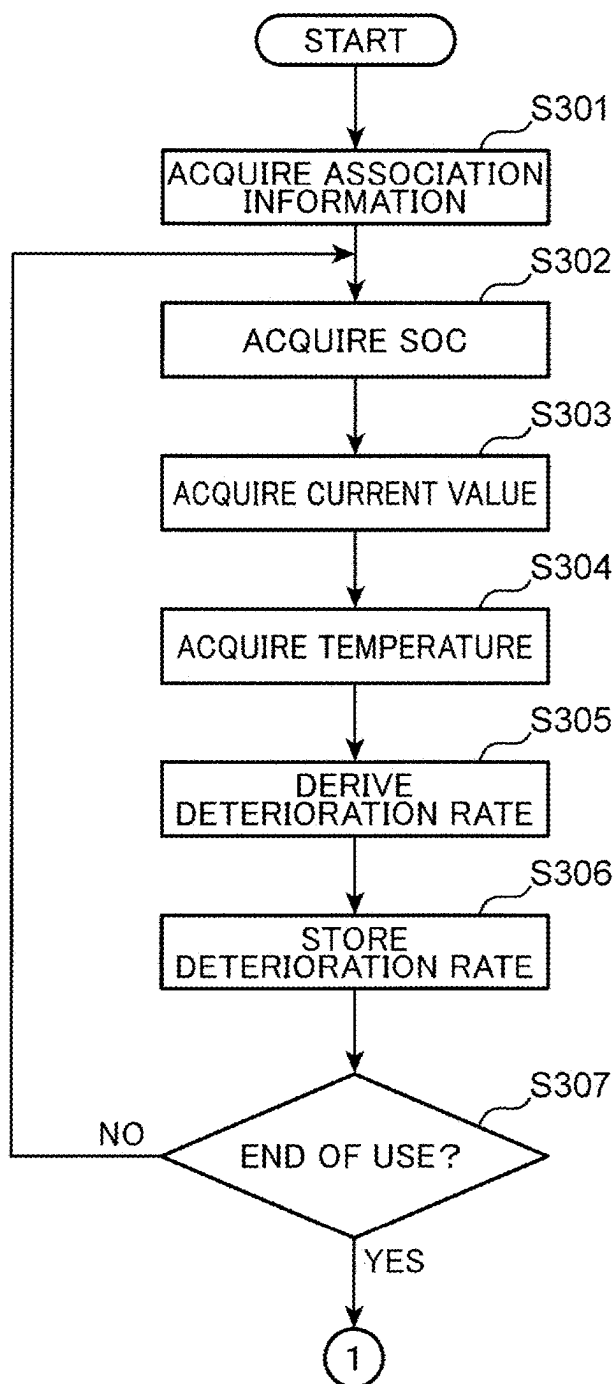 START
S301
ACQUIRE ASSOCIATION
INFORMATION
S302
ACQUIRE SOC
S303
ACQUIRE CURRENT VALUE
S304
ACQUIRE TEMPERATURE
S305
DERIVE
DETERIORATION RATE
S306
STORE
DETERIORATION RATE
S307
NO
END OF USE?
YES
1